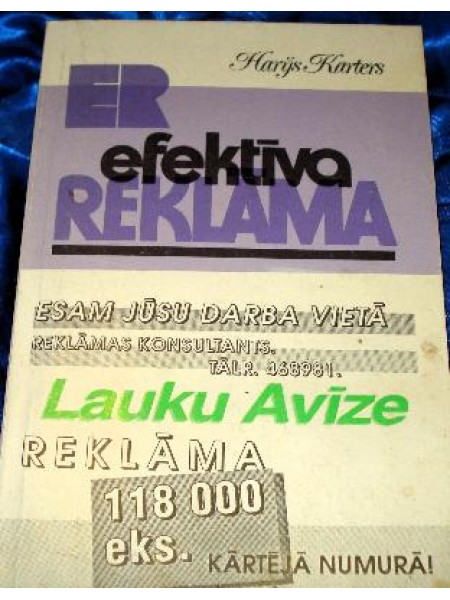 Harijs Karters
ER
efektīva
REKLĀMA
ESAM JŪSU DARBA VIETĀ
REKLĀMAS KONSULTANTS.
TĀLR. 468981.
Lauku Avīze
REKLĀMA
118 000
eks.
KĀRTĒJĀ NUMURĀ!